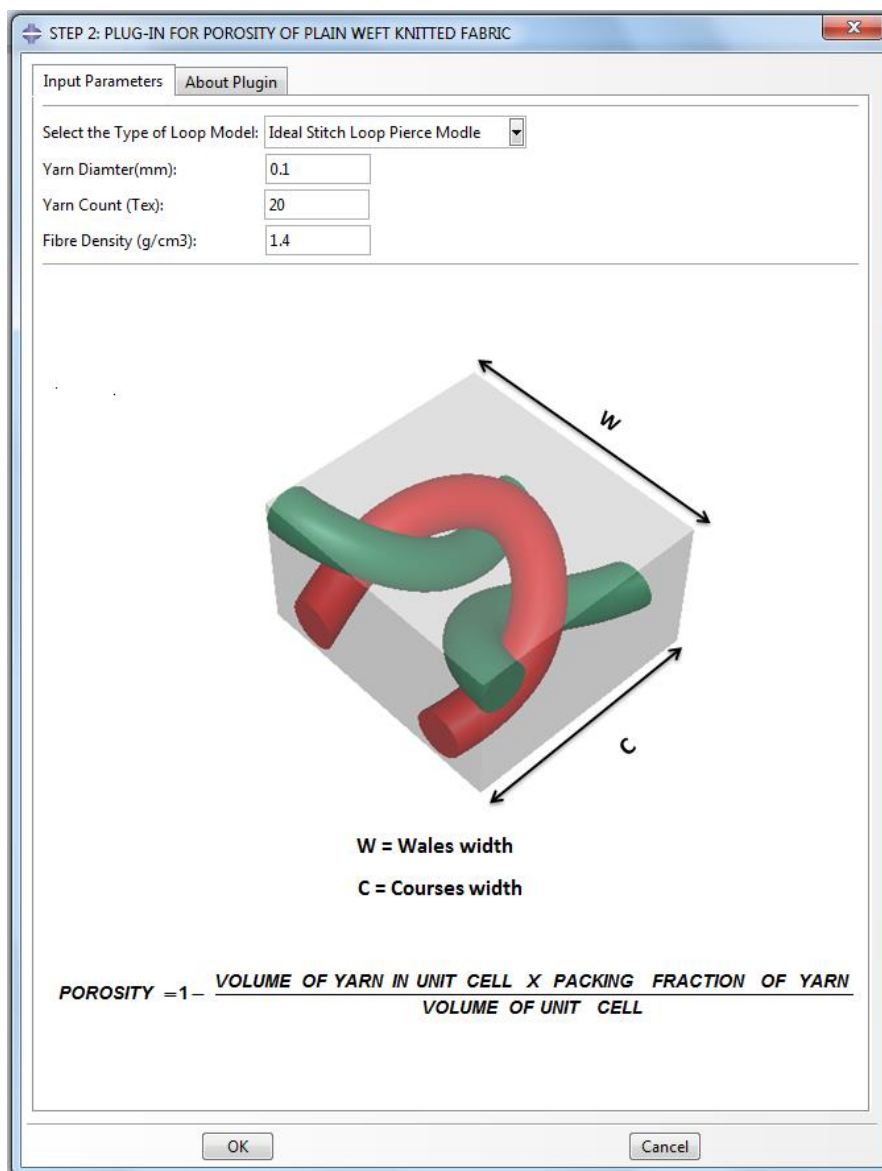 STEP 2: PLUG-IN FOR POROSITY OF PLAIN WEFT KNITTED FABRIC
Input Parameters About Plugin
Select the Type of Loop Model: Ideal Stitch Loop Pierce Modle
Yarn Diamter(mm): 0.1
Yarn Count (Tex): 20
Fibre Density (g/cm3): 1.4
W
C
W = Wales width
C = Courses width
POROSITY =1− VOLUME OF YARN IN UNIT CELL X PACKING FRACTION OF YARN
VOLUME OF UNIT CELL
OK Cancel